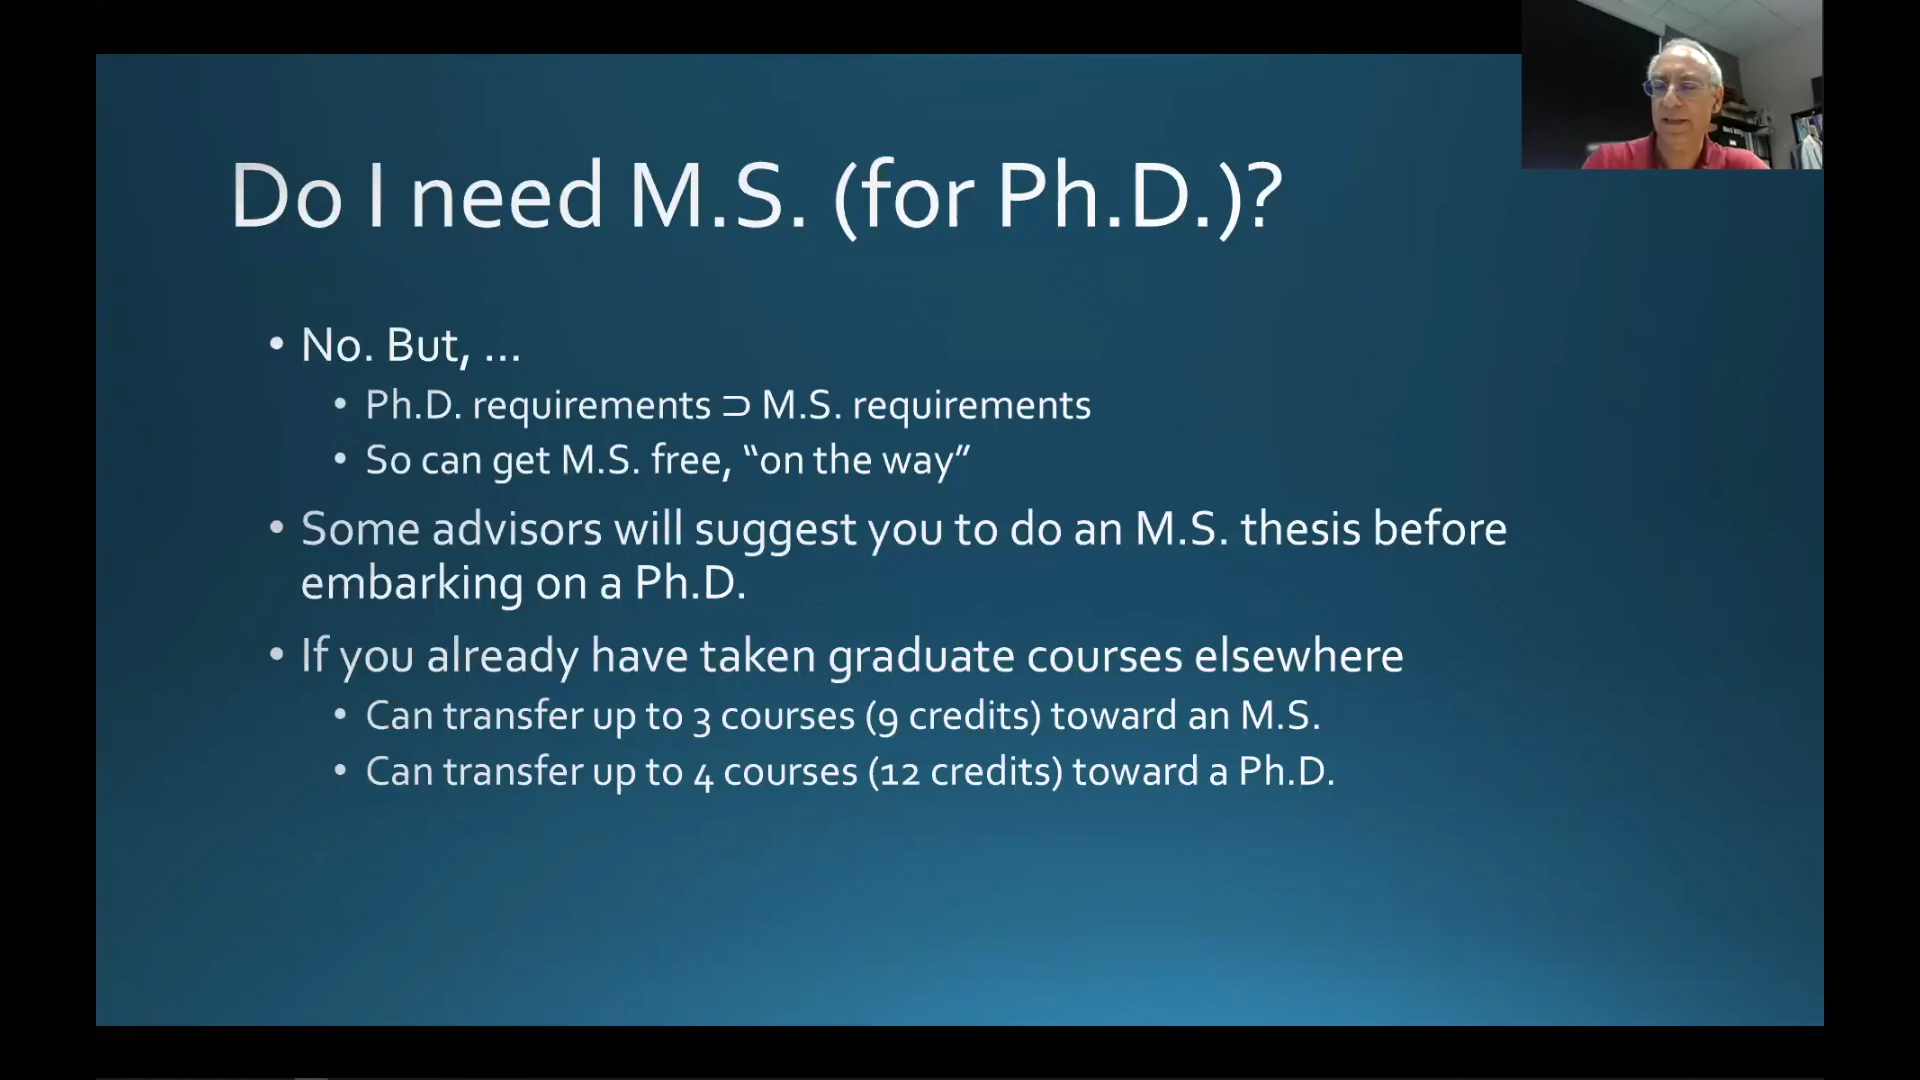 Do I need M.S. (for Ph.D.)?
• No. But, ...
• Ph.D. requirements ⊃ M.S. requirements
• So can get M.S. free, “on the way”
• Some advisors will suggest you to do an M.S. thesis before
embarking on a Ph.D.
• If you already have taken graduate courses elsewhere
• Can transfer up to 3 courses (9 credits) toward an M.S.
• Can transfer up to 4 courses (12 credits) toward a Ph.D.